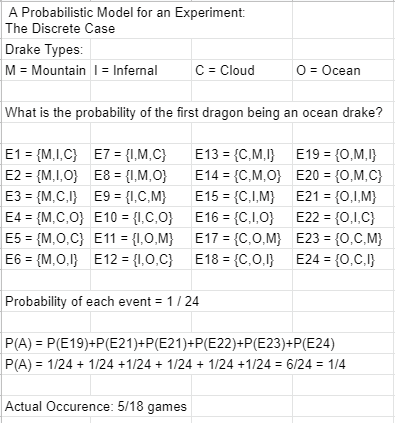 A Probabilistic Model for an Experiment:
The Discrete Case
Drake Types:
M = Mountain I = Infernal C = Cloud O = Ocean
What is the probability of the first dragon being an ocean drake?
E1 = {M,I,C} E7 = {I,M,C} E13 = {C,M,I} E19 = {O,M,I}
E2 = {M,I,O} E8 = {I,M,O} E14 = {C,M,O} E20 = {O,M,C}
E3 = {M,C,I} E9 = {I,C,M} E15 = {C,I,M} E21 = {O,I,M}
E4 = {M,C,O} E10 = {I,C,O} E16 = {C,I,O} E22 = {O,I,C}
E5 = {M,O,C} E11 = {I,O,M} E17 = {C,O,M} E23 = {O,C,M}
E6 = {M,O,I} E12 = {I,O,C} E18 = {C,O,I} E24 = {O,C,I}
Probability of each event = 1 / 24
P(A) = P(E19)+P(E21)+P(E21)+P(E22)+P(E23)+P(E24)
P(A) = 1/24 + 1/24 +1/24 + 1/24 + 1/24 +1/24 = 6/24 = 1/4
Actual Occurence: 5/18 games